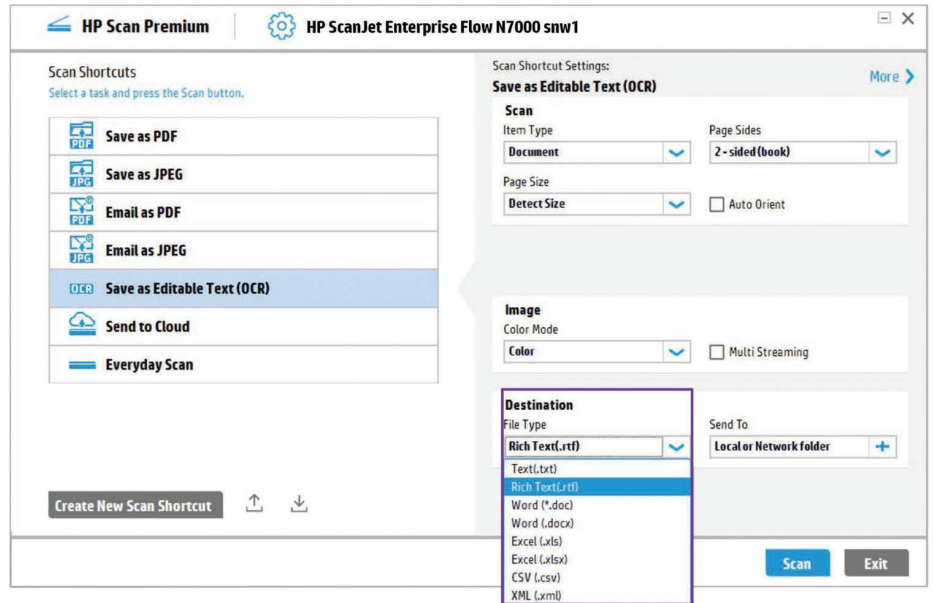 HP Scan Premium
HP ScanJet Enterprise Flow N7000 snw1
Scan Shortcuts
Select a task and press the Scan button.
PDF
Save as PDF
JPG
Save as JPEG
PDF
Email as PDF
JPG
Email as JPEG
OCR
Save as Editable Text (OCR)
Send to Cloud
Everyday Scan
Create New Scan Shortcut
Scan Shortcut Settings:
Save as Editable Text (OCR)
More
Scan
Item Type
Document
Page Sides
2 - sided (book)
Page Size
Detect Size
Auto Orient
Image
Color Mode
Color
Multi Streaming
Destination
File Type
Rich Text(.rtf)
Send To
Local or Network folder
Text(.txt)
Rich Text(.rtf)
Word (*.doc)
Word (.docx)
Excel (.xls)
Excel (.xlsx)
CSV (.csv)
XML (.xml)
Scan
Exit